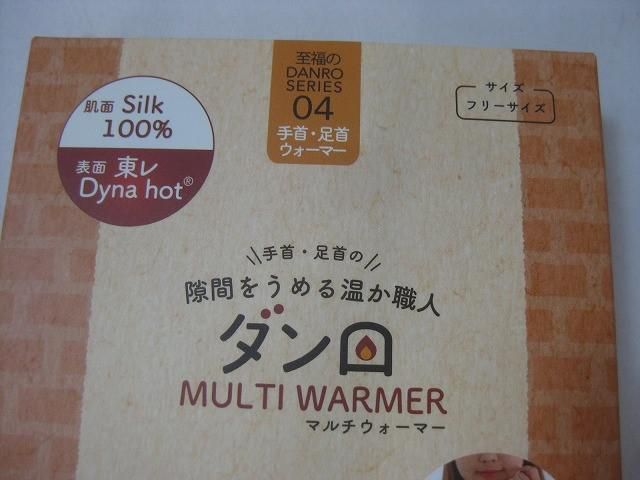 至福の
DANRO
SERIES
04
手首・足首
ウォーマー
肌面 Silk
100%
表面 東レ
Dyna hot®
サイズ
フリーサイズ
\\手首・足首の//
隙間をうめる温か職人
ダンロ
MULTI WARMER
マルチウォーマー